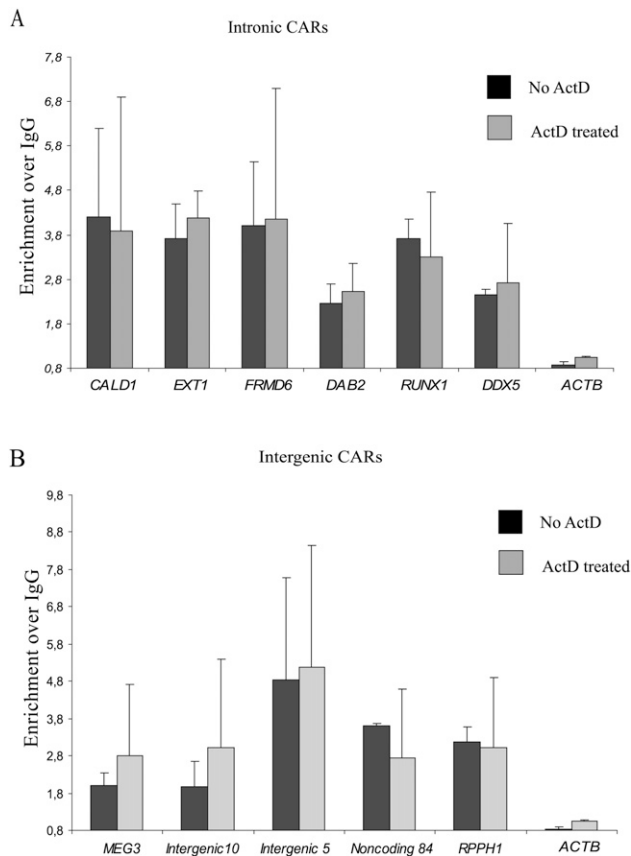 A
Intronic CARs
7,8
6,8
5,8
4,8
3,8
2,8
1,8
0,8
Enrichment over IgG
No ActD
ActD treated
CALD1 EXT1 FRMD6 DAB2 RUNX1 DDX5 ACTB
B
Intergenic CARs
9,8
8,8
7,8
6,8
5,8
4,8
3,8
2,8
1,8
0,8
Enrichment over IgG
No ActD
ActD treated
MEG3 Intergenic10 Intergenic 5 Noncoding 84 RPPH1 ACTB